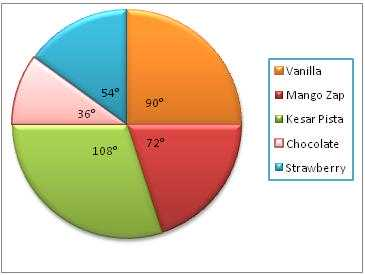 54°
90°
36°
108°
72°
Vanilla
Mango Zap
Kesar Pista
Chocolate
Strawberry